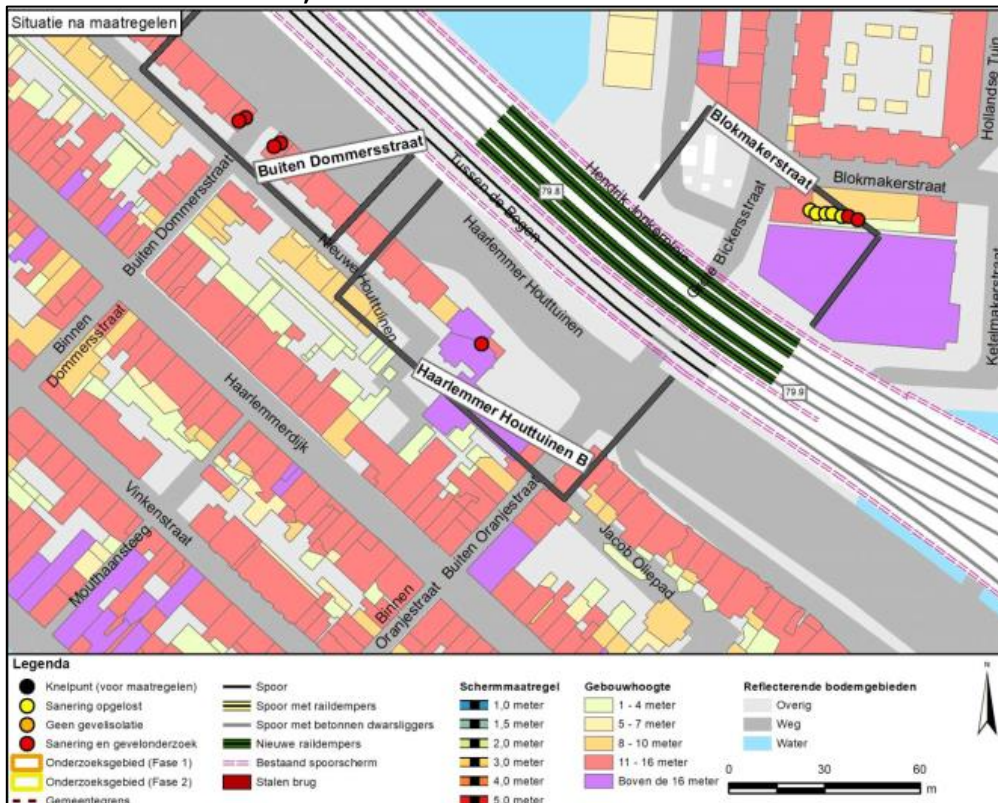 Situatie na maatregelen
Buiten Dommersstraat
Blokmakerstraat
Hollandse Tuin
Blokmakerstraat
79.8
Tussen de Bogen
Hendrik Jonkerplein
Bickersstraat
Ketelmakerstraat
Buiten Dommersstraat
Nieuwe Houttuinen
Haarlemmer Houttuinen
Binnen
Dommersstraat
Haarlemmer Houttuinen B
79.9
Haarlemmerdijk
Vinkenstraat
Mouthaansteeg
Buiten Oranjestraat
Binnen
Oranjestraat
Jacob Oliepad
Legenda
Knelpunt (voor maatregelen)
Sanering opgelost
Geen gevelisolatie
Sanering en gevelonderzoek
Onderzoeksgebied (Fase 1)
Onderzoeksgebied (Fase 2)
Gemeentegrens
Spoor
Spoor met raildempers
Spoor met betonnen dwarsliggers
Nieuwe raildempers
Bestaand spoorscherm
Stalen brug
Schermmaatregel
1,0 meter
1,5 meter
2,0 meter
3,0 meter
4,0 meter
5,0 meter
Gebouwhoogte
1 - 4 meter
5 - 7 meter
8 - 10 meter
11 - 16 meter
Boven de 16 meter
Reflecterende bodemgebieden
Overig
Weg
Water
N
0 30 60
m